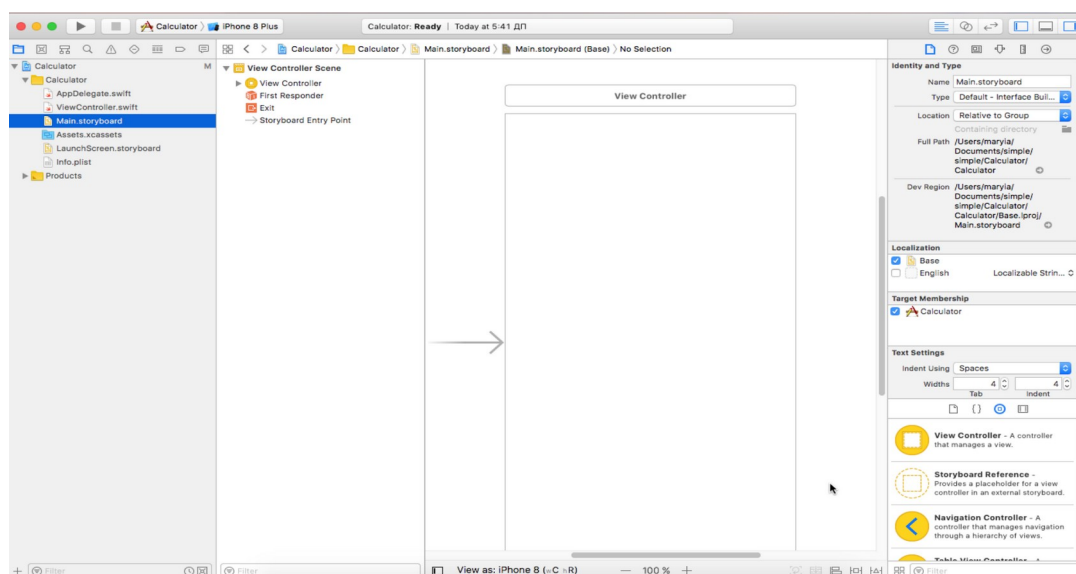 Calculator
iPhone 8 Plus
Calculator: Ready | Today at 5:41 ДП
Calculator
Calculator
Main.storyboard
Main.storyboard (Base)
No Selection
Calculator M
Calculator
AppDelegate.swift
ViewController.swift
Main.storyboard
Assets.xcassets
LaunchScreen.storyboard
Info.plist
Products
Filter
View Controller Scene
View Controller
First Responder
Exit
Storyboard Entry Point
Filter
View Controller
View as: iPhone 8 (wC hR)
100 %
Identity and Type
Name Main.storyboard
Type Default - Interface Buil...
Location Relative to Group
Containing directory
Full Path /Users/maryia/
Documents/simple/
simple/Calculator/
Calculator
Dev Region /Users/maryia/
Documents/simple/
simple/Calculator/
Calculator/Base.lproj/
Main.storyboard
Localization
Base
English Localizable Strin...
Target Membership
Calculator
Text Settings
Indent Using Spaces
Widths 4 4
Tab Indent
View Controller - A controller
that manages a view.
Storyboard Reference -
Provides a placeholder for a view
controller in an external storyboard.
Navigation Controller - A
controller that manages navigation
through a hierarchy of views.
Table View Controller - A
Filter